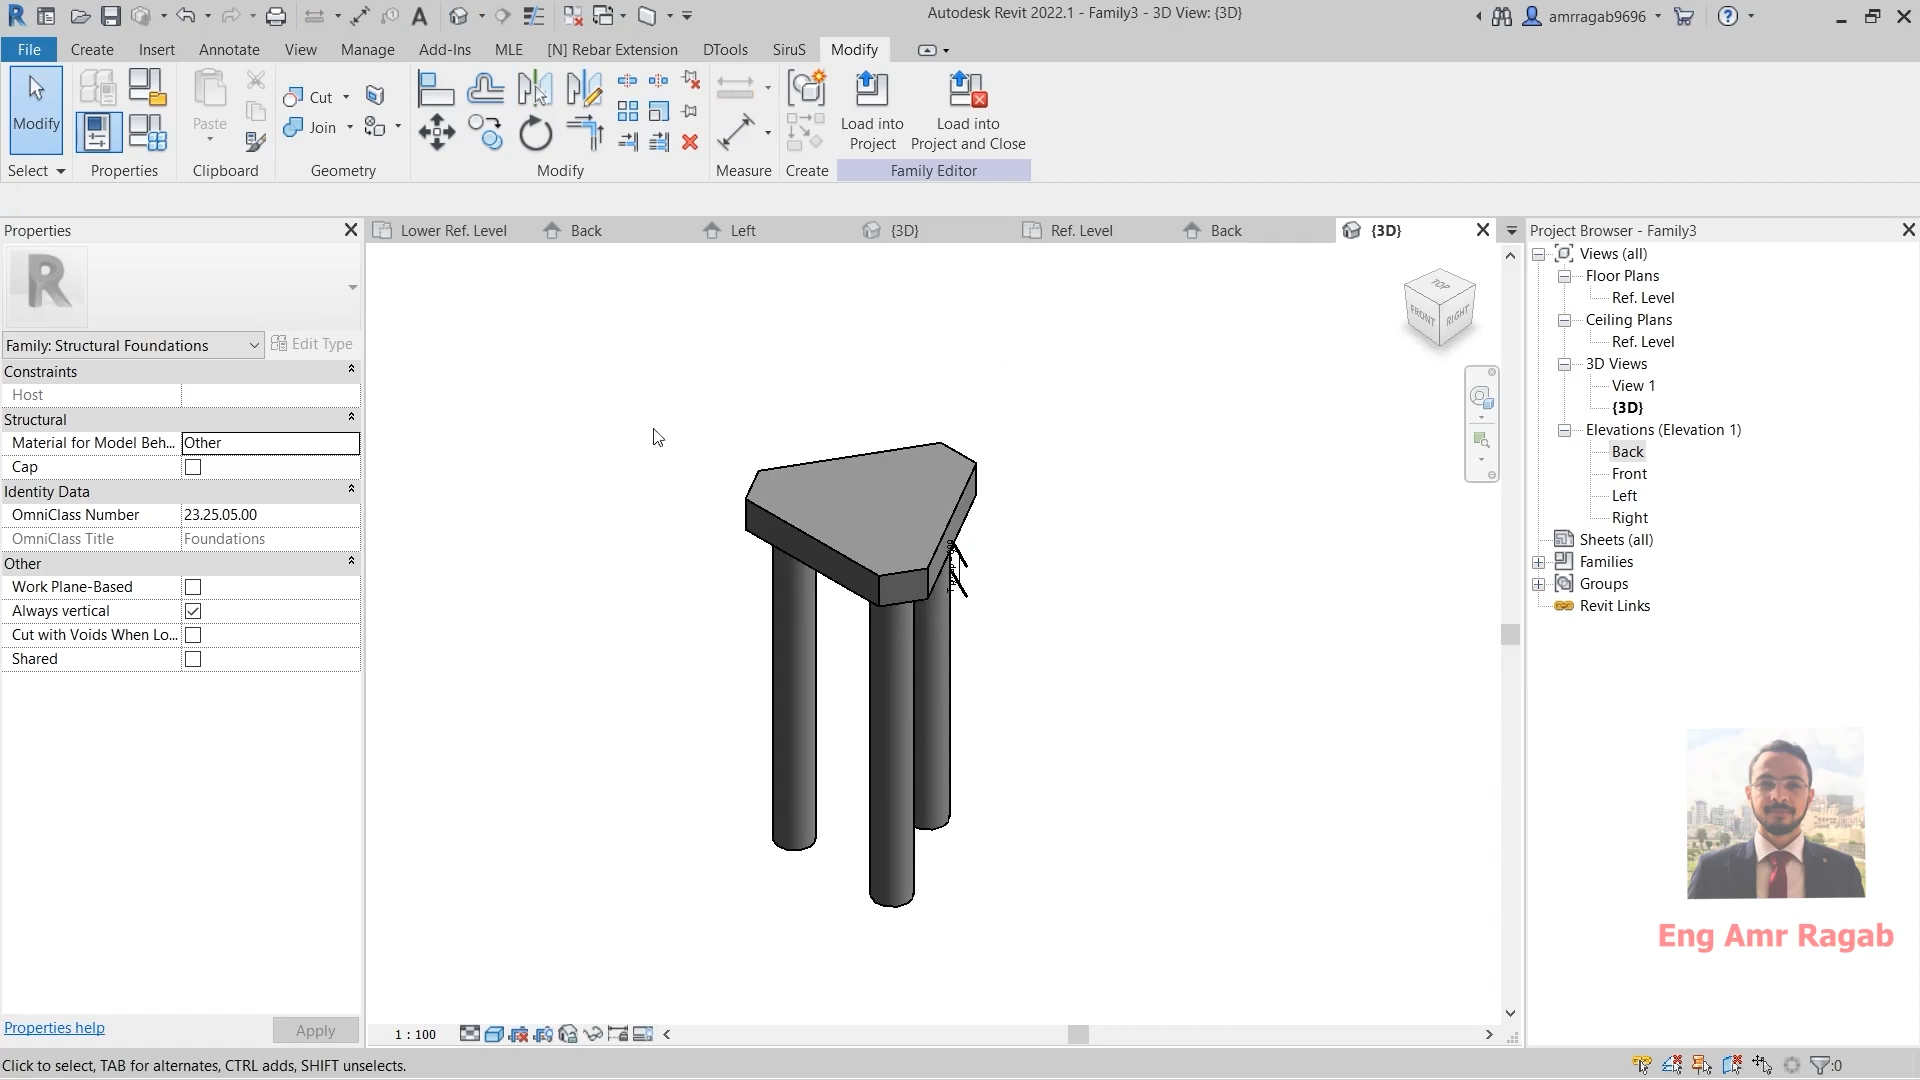 Autodesk Revit 2022.1 - Family3 - 3D View: {3D}
amrragab9696
File
Create
Insert
Annotate
View
Manage
Add-Ins
MLE
[N] Rebar Extension
DTools
SiruS
Modify
Modify
Paste
Cut
Join
Load into
Project
Load into
Project and Close
Select
Properties
Clipboard
Geometry
Modify
Measure
Create
Family Editor
Properties
Lower Ref. Level
Back
Left
{3D}
Ref. Level
Back
{3D}
Project Browser - Family3
Family: Structural Foundations
Edit Type
Constraints
Host
Structural
Material for Model Beh... Other
Cap
Identity Data
OmniClass Number 23.25.05.00
OmniClass Title Foundations
Other
Work Plane-Based
Always vertical
Cut with Voids When Lo...
Shared
Properties help
Apply
TOP
FRONT
RIGHT
Views (all)
Floor Plans
Ref. Level
Ceiling Plans
Ref. Level
3D Views
View 1
{3D}
Elevations (Elevation 1)
Back
Front
Left
Right
Sheets (all)
Families
Groups
Revit Links
Eng Amr Ragab
1 : 100
Click to select, TAB for alternates, CTRL adds, SHIFT unselects.
:0